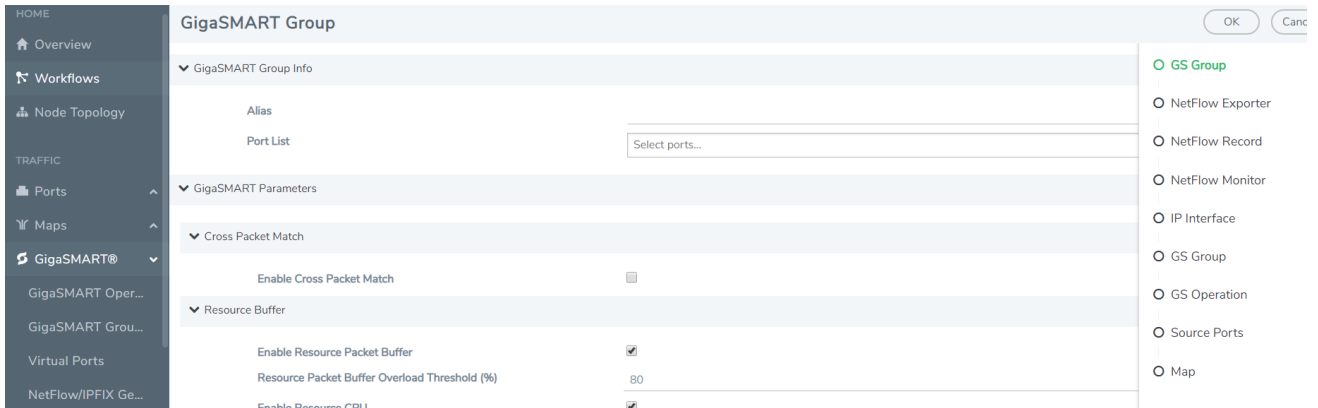 HOME
Overview
Workflows
Node Topology
TRAFFIC
Ports
Maps
GigaSMART®
GigaSMART Oper...
GigaSMART Grou...
Virtual Ports
NetFlow/IPFIX Ge...
GigaSMART Group
OK
Canc
GigaSMART Group Info
Alias
Port List
Select ports...
GigaSMART Parameters
Cross Packet Match
Enable Cross Packet Match
Resource Buffer
Enable Resource Packet Buffer
Resource Packet Buffer Overload Threshold (%)
80
Enable Resource CPU
GS Group
NetFlow Exporter
NetFlow Record
NetFlow Monitor
IP Interface
GS Group
GS Operation
Source Ports
Map